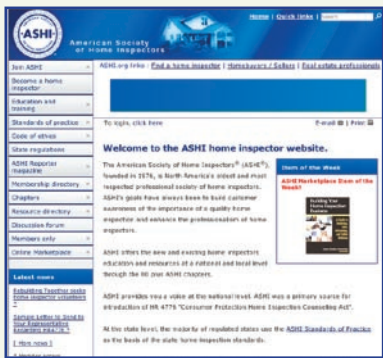 Home | Quick links |
ASHI
American Society
of Home Inspectors
ASHI.org links: Find a home inspector | Homebuyers / Sellers | Real estate professionals
Join ASHI
Become a home
inspector
Education and
training
Standards of practice
Code of ethics
State regulations
ASHI Reporter
magazine
Membership directory
Chapters
Resource directory
Discussion forum
Members only
Online Marketplace
Latest news
Rebuilding Together seeks
home inspector volunteers
Sample Letter to Send to
Your Representative
[ More news ]
To login, click here
E-mail | Print
Welcome to the ASHI home inspector website.
The American Society of Home Inspectors® (ASHI®),
founded in 1976, is North America's oldest and most
respected professional society of home inspectors.
ASHI's goals have always been to build customer
awareness of the importance of a quality home
inspection and enhance the professionalism of home
inspectors.
ASHI offers the new and existing home inspectors
education and resources at a national and local level
through the 80 plus ASHI chapters.
ASHI provides you a voice at the national level. ASHI was a primary source for
introduction of HR 4776 "Consumer Protection Home Inspection Counseling Act".
At the state level, the majority of regulated states use the ASHI Standards of Practice
as the basis of the state home inspection standards.
Item of the Week
ASHI Marketplace Item of the
Week!
Building Your
Home Inspection
Business